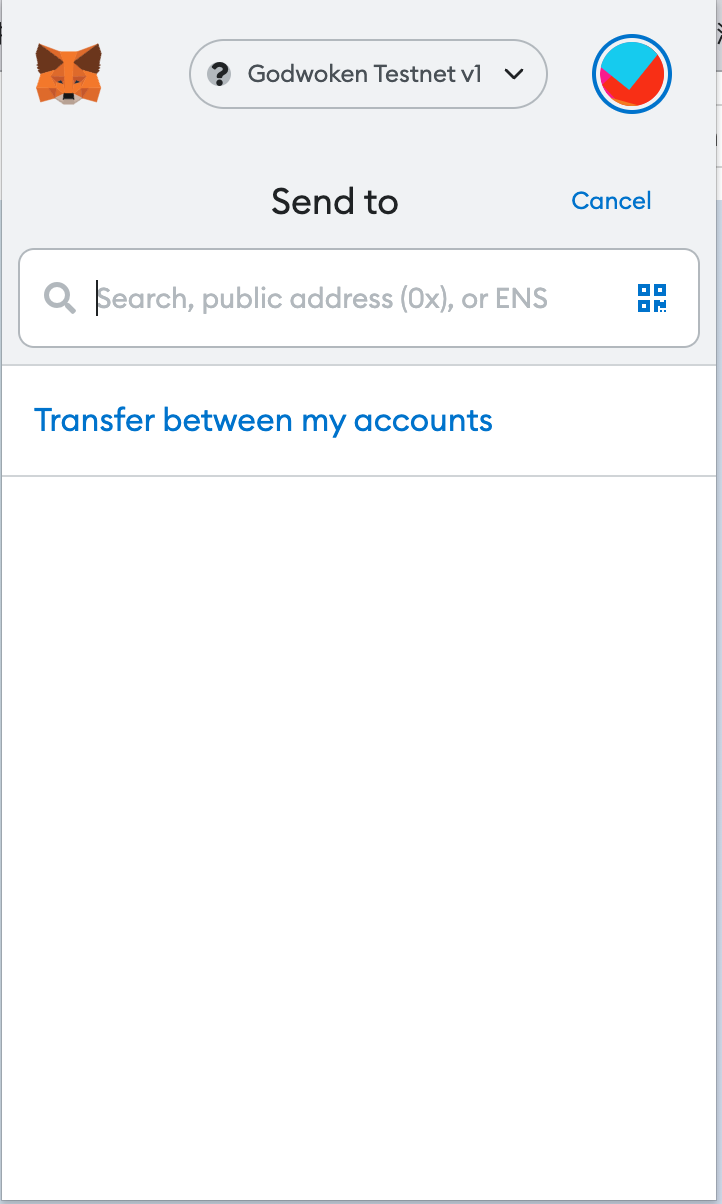 Godwoken Testnet v1
Send to
Cancel
Search, public address (0x), or ENS
Transfer between my accounts